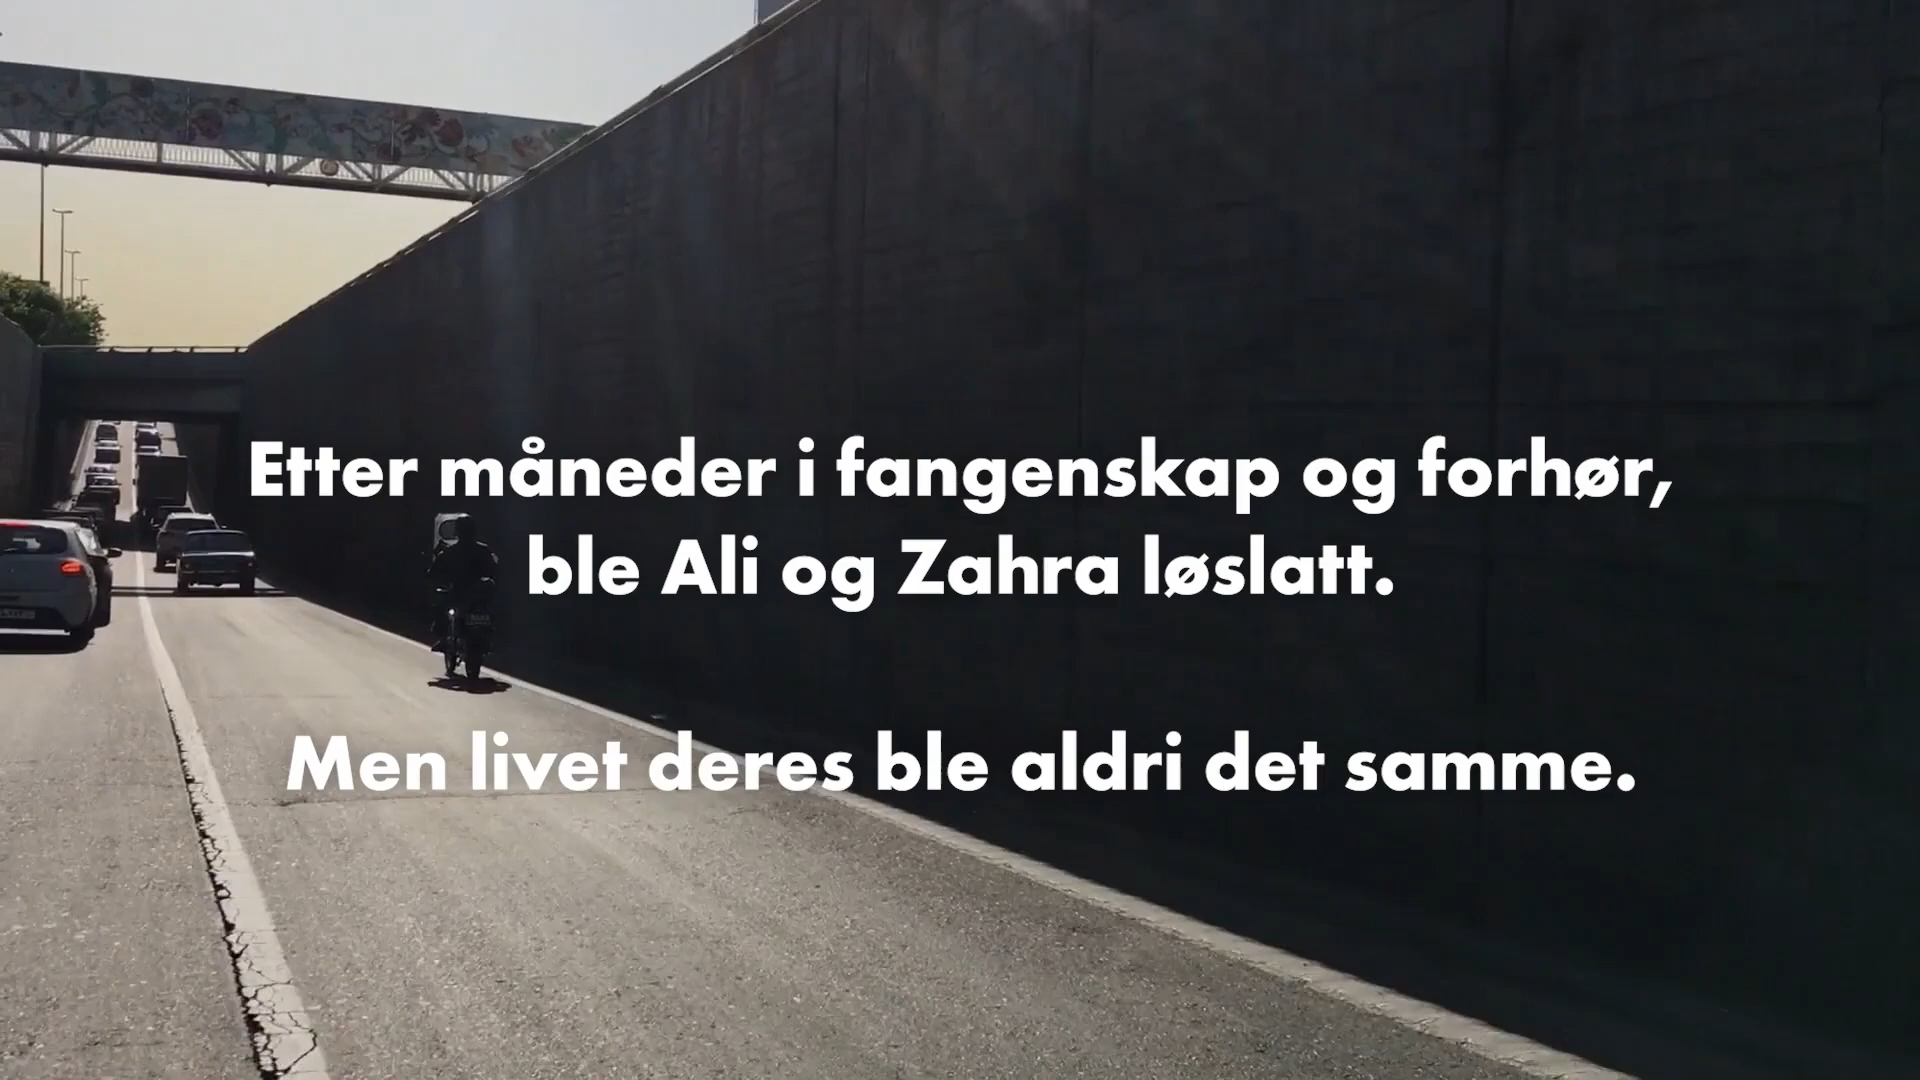 Etter måneder i fangenskap og forhør,
ble Ali og Zahra løslatt.
Men livet deres ble aldri det samme.